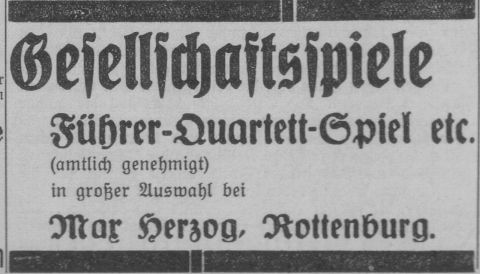 Gesellschaftsspiele
Führer-Quartett-Spiel etc.
(amtlich genehmigt)
in großer Auswahl bei
Max Herzog, Rottenburg.